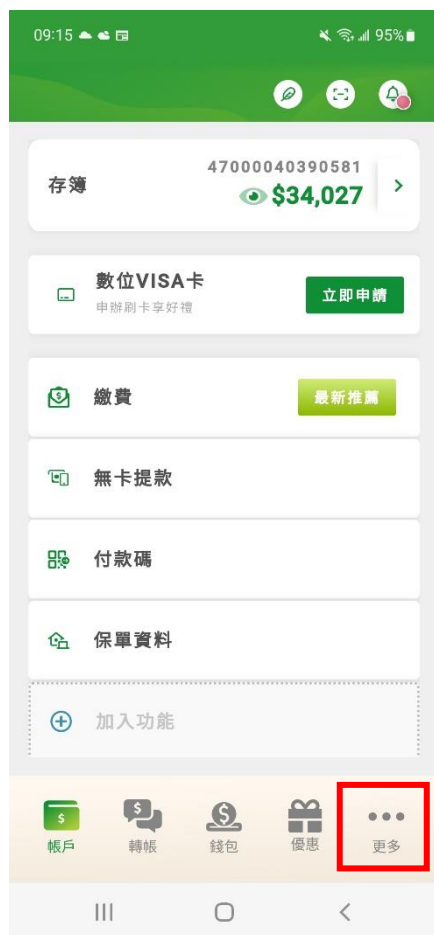 09:15
95%
47000040390581
存簿
$34,027
數位VISA卡
申辦刷卡享好禮
立即申請
繳費
最新推薦
無卡提款
付款碼
保單資料
加入功能
帳戶
轉帳
錢包
優惠
更多